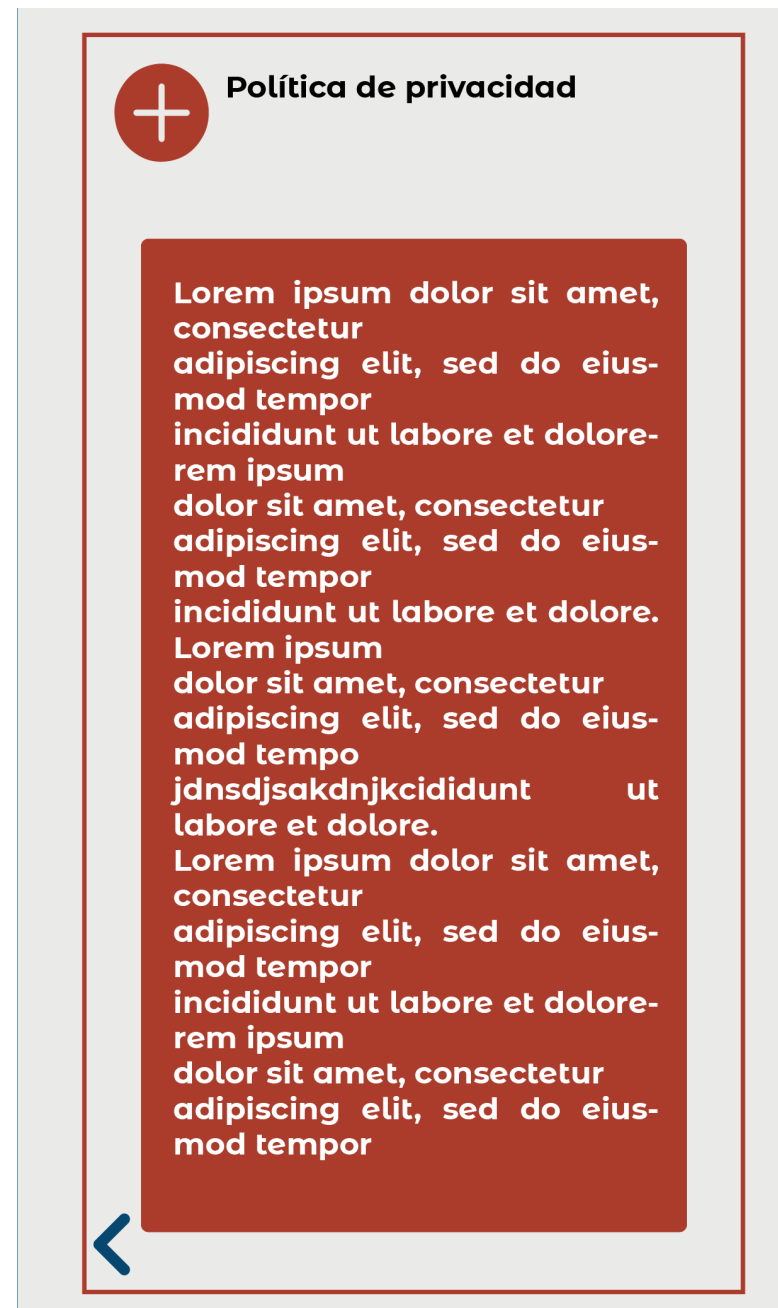 Política de privacidad
Lorem ipsum dolor sit amet,
consectetur
adipiscing elit, sed do eius-
mod tempor
incididunt ut labore et dolore-
rem ipsum
dolor sit amet, consectetur
adipiscing elit, sed do eius-
mod tempor
incididunt ut labore et dolore.
Lorem ipsum
dolor sit amet, consectetur
adipiscing elit, sed do eius-
mod tempo
jdnsdjsakdnjkcididunt ut
labore et dolore.
Lorem ipsum dolor sit amet,
consectetur
adipiscing elit, sed do eius-
mod tempor
incididunt ut labore et dolore-
rem ipsum
dolor sit amet, consectetur
adipiscing elit, sed do eius-
mod tempor